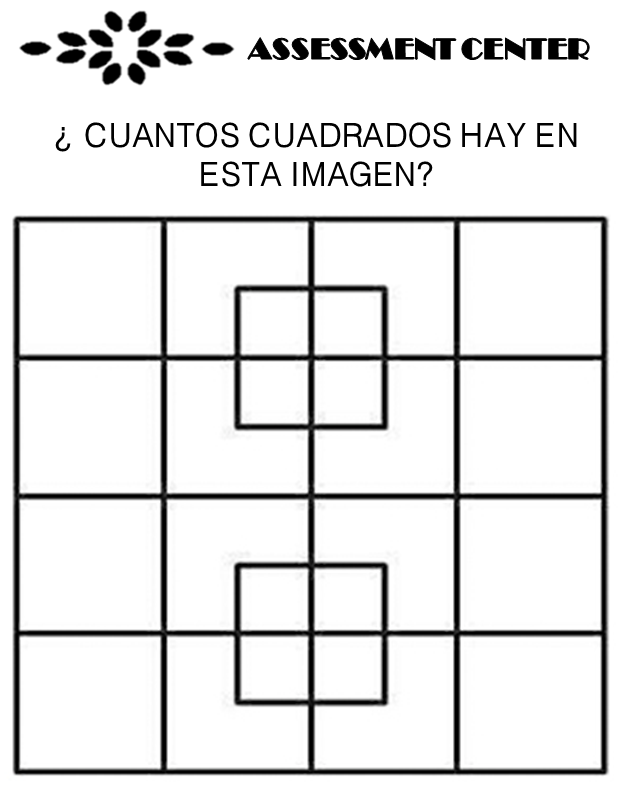 ASSESSMENT CENTER
¿ CUANTOS CUADRADOS HAY EN
ESTA IMAGEN?